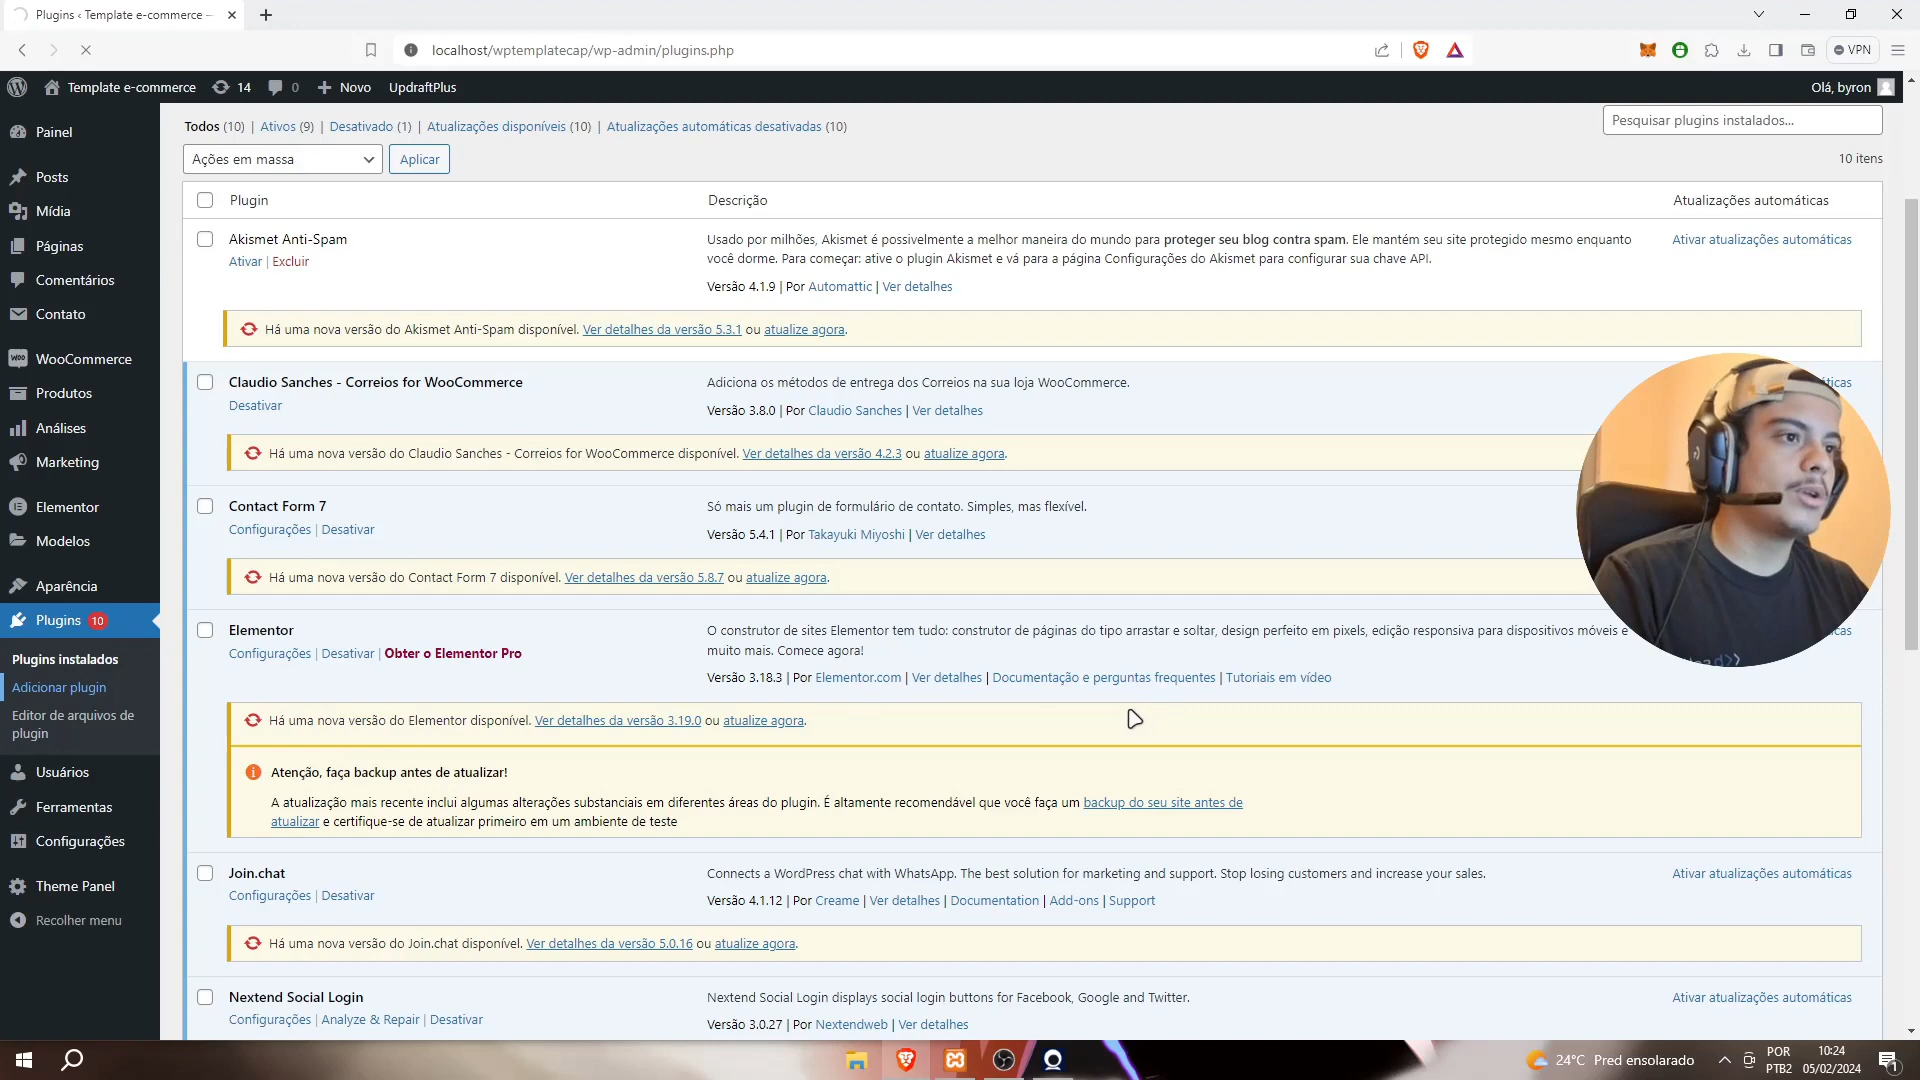 Plugins ‹ Template e-commerce –
localhost/wptemplatecap/wp-admin/plugins.php
VPN
Template e-commerce
14
0
Novo
UpdraftPlus
Olá, byron
Painel
Posts
Mídia
Páginas
Comentários
Contato
WooCommerce
Produtos
Análises
Marketing
Elementor
Modelos
Aparência
Plugins 10
Plugins instalados
Adicionar plugin
Editor de arquivos de
plugin
Usuários
Ferramentas
Configurações
Theme Panel
Recolher menu
Todos (10) | Ativos (9) | Desativado (1) | Atualizações disponíveis (10) | Atualizações automáticas desativadas (10)
Pesquisar plugins instalados...
Ações em massa
Aplicar
10 itens
Plugin
Descrição
Atualizações automáticas
Akismet Anti-Spam
Ativar | Excluir
Usado por milhões, Akismet é possivelmente a melhor maneira do mundo para proteger seu blog contra spam. Ele mantém seu site protegido mesmo enquanto
você dorme. Para começar: ative o plugin Akismet e vá para a página Configurações do Akismet para configurar sua chave API.
Versão 4.1.9 | Por Automattic | Ver detalhes
Ativar atualizações automáticas
Há uma nova versão do Akismet Anti-Spam disponível. Ver detalhes da versão 5.3.1 ou atualize agora.
Claudio Sanches - Correios for WooCommerce
Desativar
Adiciona os métodos de entrega dos Correios na sua loja WooCommerce.
Versão 3.8.0 | Por Claudio Sanches | Ver detalhes
Há uma nova versão do Claudio Sanches - Correios for WooCommerce disponível. Ver detalhes da versão 4.2.3 ou atualize agora.
Contact Form 7
Configurações | Desativar
Só mais um plugin de formulário de contato. Simples, mas flexível.
Versão 5.4.1 | Por Takayuki Miyoshi | Ver detalhes
Há uma nova versão do Contact Form 7 disponível. Ver detalhes da versão 5.8.7 ou atualize agora.
Elementor
Configurações | Desativar | Obter o Elementor Pro
O construtor de sites Elementor tem tudo: construtor de páginas do tipo arrastar e soltar, design perfeito em pixels, edição responsiva para dispositivos móveis e
muito mais. Comece agora!
Versão 3.18.3 | Por Elementor.com | Ver detalhes | Documentação e perguntas frequentes | Tutoriais em vídeo
Há uma nova versão do Elementor disponível. Ver detalhes da versão 3.19.0 ou atualize agora.
Atenção, faça backup antes de atualizar!
A atualização mais recente inclui algumas alterações substanciais em diferentes áreas do plugin. É altamente recomendável que você faça um backup do seu site antes de
atualizar e certifique-se de atualizar primeiro em um ambiente de teste
Join.chat
Configurações | Desativar
Connects a WordPress chat with WhatsApp. The best solution for marketing and support. Stop losing customers and increase your sales.
Versão 4.1.12 | Por Creame | Ver detalhes | Documentation | Add-ons | Support
Ativar atualizações automáticas
Há uma nova versão do Join.chat disponível. Ver detalhes da versão 5.0.16 ou atualize agora.
Nextend Social Login
Configurações | Analyze & Repair | Desativar
Nextend Social Login displays social login buttons for Facebook, Google and Twitter.
Versão 3.0.27 | Por Nextendweb | Ver detalhes
Ativar atualizações automáticas
24°C Pred ensolarado
POR
PTB2
10:24
05/02/2024
1